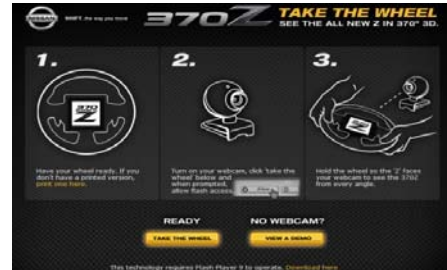 NISSAN
SHIFT_the way you move
370Z
TAKE THE WHEEL
SEE THE ALL NEW Z IN 370° 3D.
1.
370
Z
Have your wheel ready. If you
don't have a printed version,
print one here.
2.
Turn on your webcam, click 'take the
wheel' below and
when prompted,
allow flash access
3.
Hold the wheel so the 'Z' faces
your webcam to see the 370Z
from every angle.
READY
TAKE THE WHEEL
NO WEBCAM?
VIEW A DEMO
This technology requires Flash Player 9 to operate. Download here.